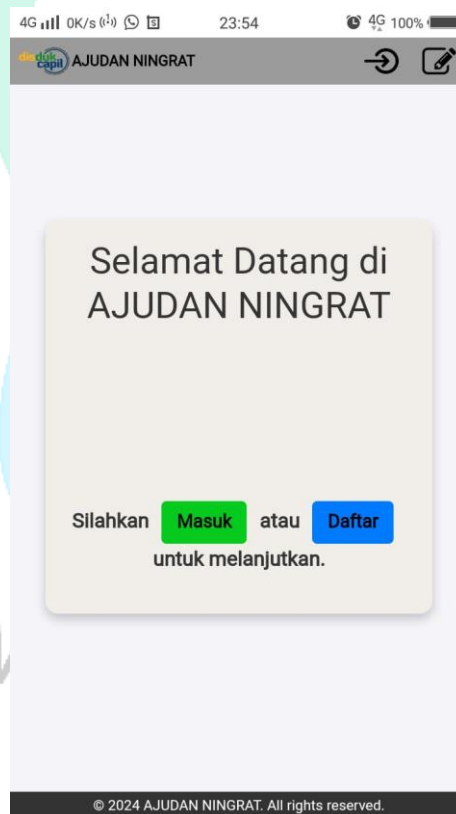 4G 0K/s 23:54 4G 100%
disdukcapil AJUDAN NINGRAT
Selamat Datang di
AJUDAN NINGRAT
Silahkan Masuk atau Daftar
untuk melanjutkan.
© 2024 AJUDAN NINGRAT. All rights reserved.